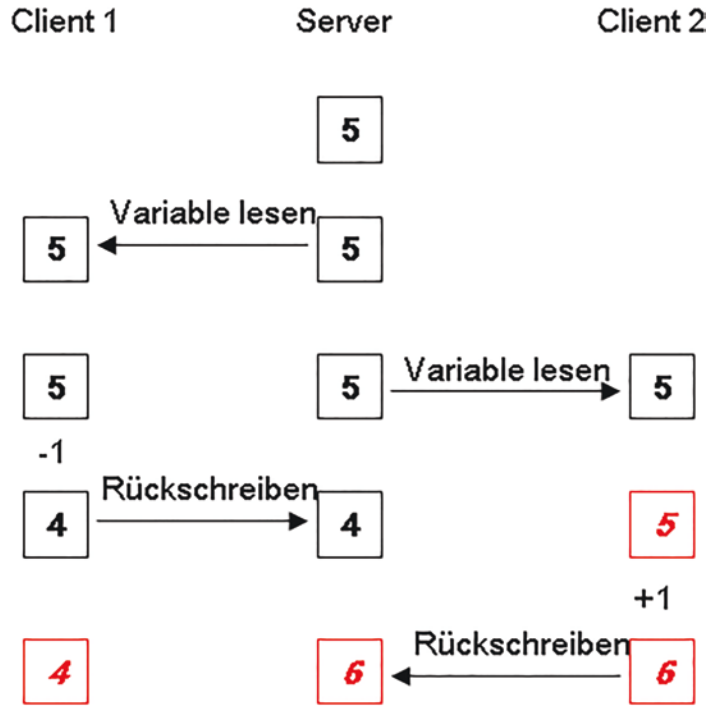 Client 1 Server Client 2
5
Variable lesen
5 5
Variable lesen
5 5 5
-1
Rückschreiben
4 4 5
+1
Rückschreiben
4 6 6